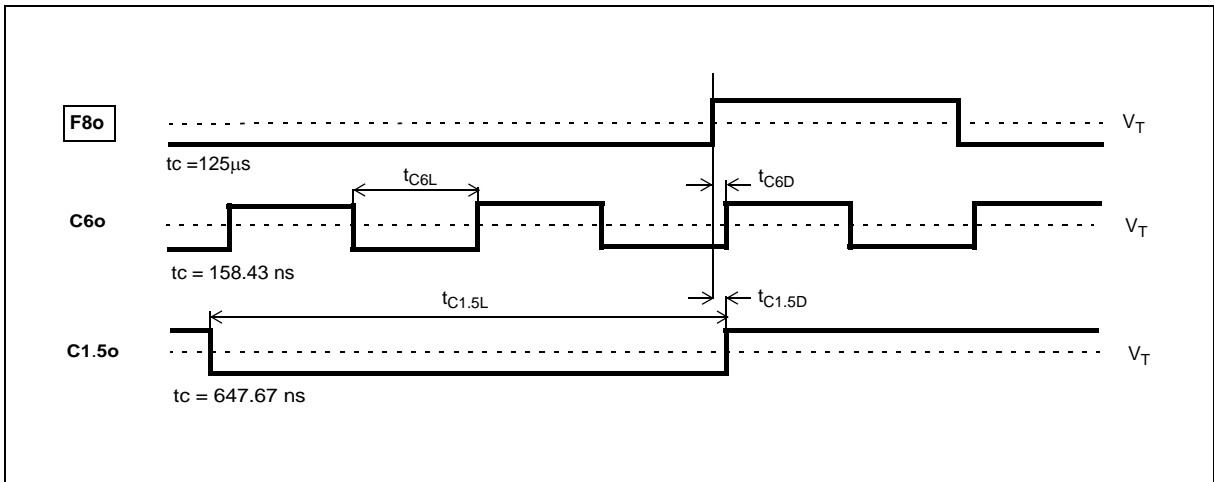 F8o
V_T
tc =125μs
t_C6L
t_C6D
C6o
V_T
tc = 158.43 ns
t_C1.5L
t_C1.5D
C1.5o
V_T
tc = 647.67 ns